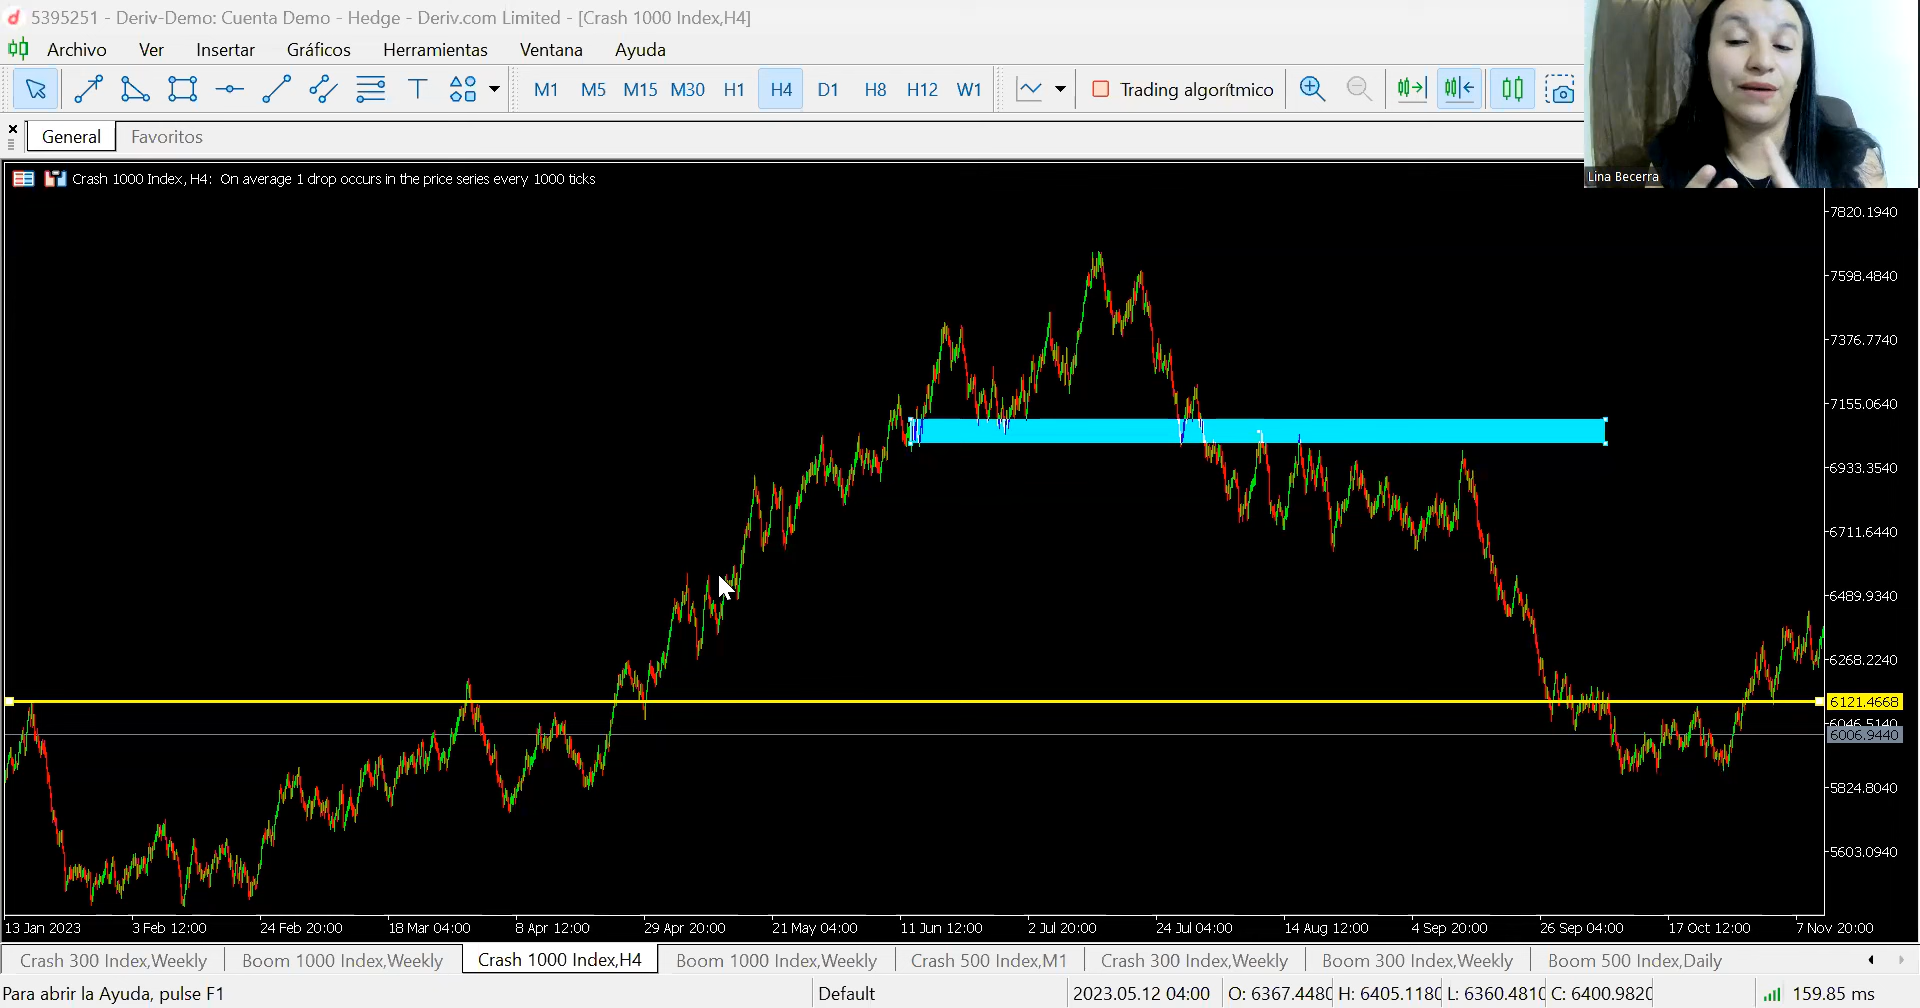 5395251 - Deriv-Demo: Cuenta Demo - Hedge - Deriv.com Limited - [Crash 1000 Index,H4]
Archivo Ver Insertar Gráficos Herramientas Ventana Ayuda
T M1 M5 M15 M30 H1 H4 D1 H8 H12 W1 Trading algorítmico
General Favoritos
Lina Becerra
Crash 1000 Index, H4: On average 1 drop occurs in the price series every 1000 ticks
7820.1940
7598.4840
7376.7740
7155.0640
6933.3540
6711.6440
6489.9340
6268.2240
6121.4668
6046.5140
6006.9440
5824.8040
5603.0940
13 Jan 2023 3 Feb 12:00 24 Feb 20:00 18 Mar 04:00 8 Apr 12:00 29 Apr 20:00 21 May 04:00 11 Jun 12:00 2 Jul 20:00 24 Jul 04:00 14 Aug 12:00 4 Sep 20:00 26 Sep 04:00 17 Oct 12:00 7 Nov 20:00
Crash 300 Index,Weekly Boom 1000 Index,Weekly Crash 1000 Index,H4 Boom 1000 Index,Weekly Crash 500 Index,M1 Crash 300 Index,Weekly Boom 300 Index,Weekly Boom 500 Index,Daily
Para abrir la Ayuda, pulse F1 Default 2023.05.12 04:00 O: 6367.4480 H: 6405.1180 L: 6360.4810 C: 6400.9820 159.85 ms